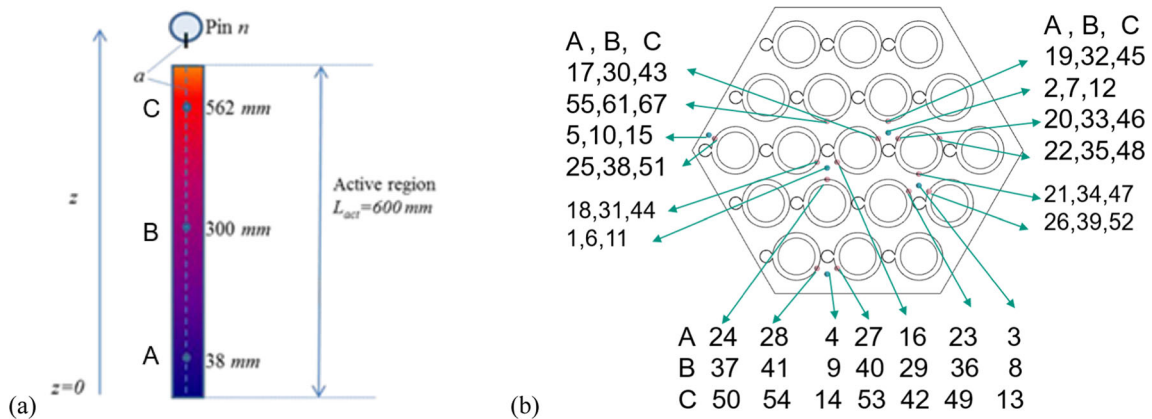 Pin n
a
C
562 mm
z
Active region
L_act=600 mm
B
300 mm
A
38 mm
z=0
(a)
A , B, C
17,30,43
55,61,67
5,10,15
25,38,51
18,31,44
1,6,11
A , B, C
19,32,45
2,7,12
20,33,46
22,35,48
21,34,47
26,39,52
A 24 28 4 27 16 23 3
B 37 41 9 40 29 36 8
C 50 54 14 53 42 49 13
(b)